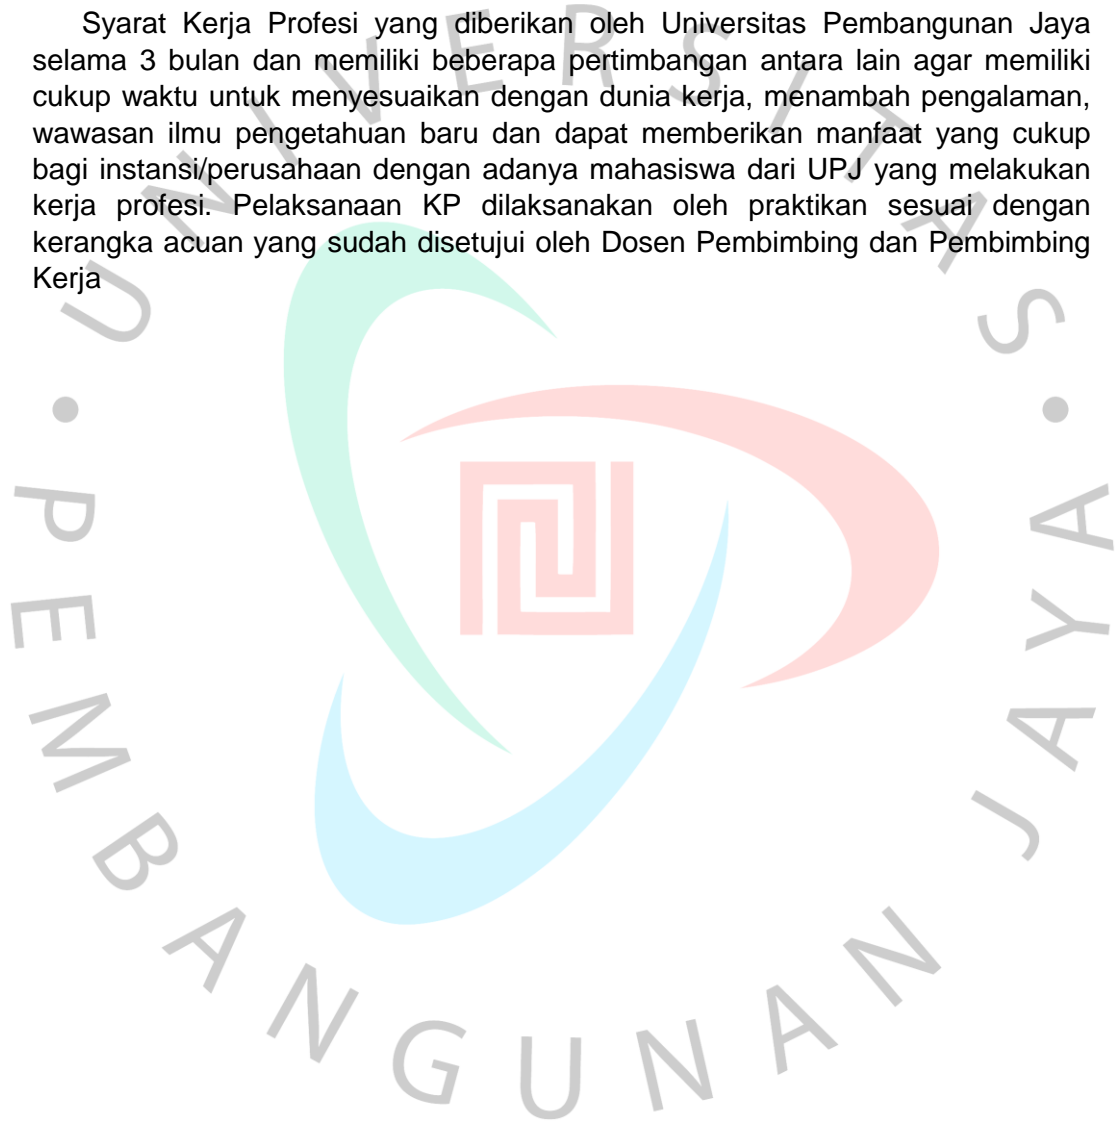 Syarat Kerja Profesi yang diberikan oleh Universitas Pembangunan Jaya
selama 3 bulan dan memiliki beberapa pertimbangan antara lain agar memiliki
cukup waktu untuk menyesuaikan dengan dunia kerja, menambah pengalaman,
wawasan ilmu pengetahuan baru dan dapat memberikan manfaat yang cukup
bagi instansi/perusahaan dengan adanya mahasiswa dari UPJ yang melakukan
kerja profesi. Pelaksanaan KP dilaksanakan oleh praktikan sesuai dengan
kerangka acuan yang sudah disetujui oleh Dosen Pembimbing dan Pembimbing
Kerja
UNIVERSITAS • PEMBANGUNAN JAYA •